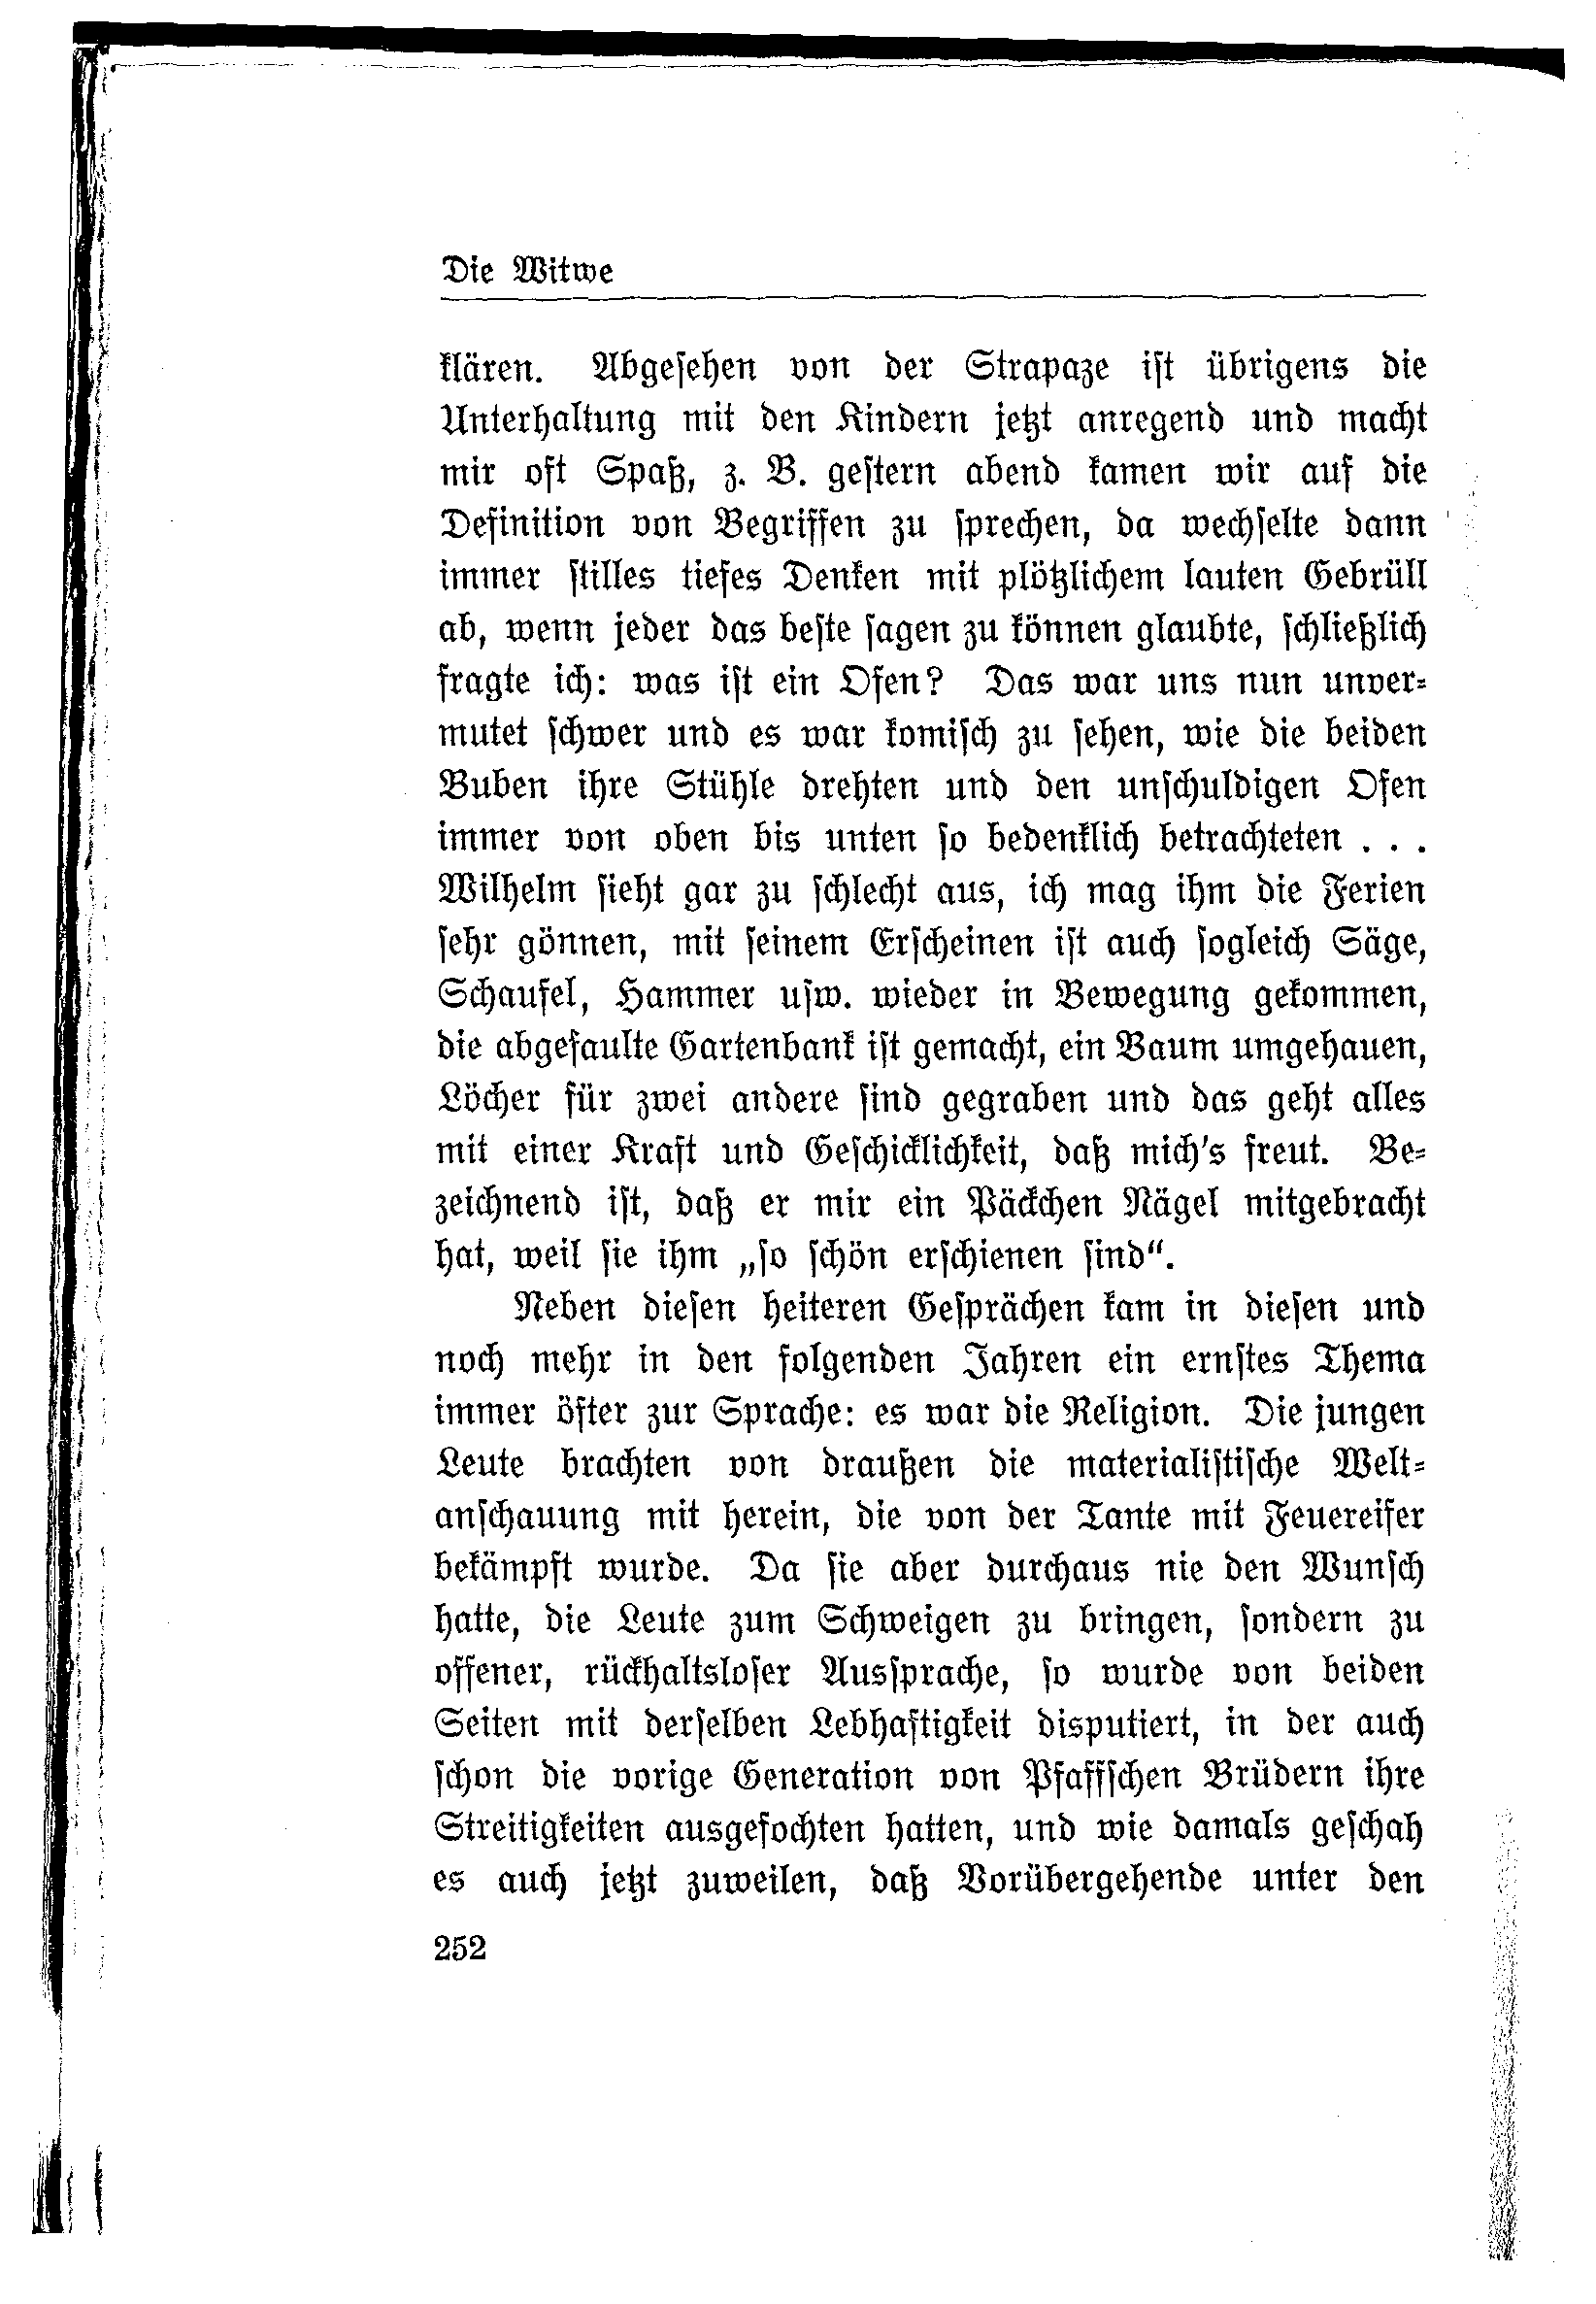 Die Witwe
klären. Abgesehen von der Strapaze ist übrigens die
Unterhaltung mit den Kindern jetzt anregend und macht
mir oft Spaß, z. B. gestern abend kamen wir auf die
Definition von Begriffen zu sprechen, da wechselte dann
immer stilles tiefes Denken mit plötzlichem lauten Gebrüll
ab, wenn jeder das beste sagen zu können glaubte, schließlich
fragte ich: was ist ein Ofen? Das war uns nun unver-
mutet schwer und es war komisch zu sehen, wie die beiden
Buben ihre Stühle drehten und den unschuldigen Ofen
immer von oben bis unten so bedenklich betrachteten . . .
Wilhelm sieht gar zu schlecht aus, ich mag ihm die Ferien
sehr gönnen, mit seinem Erscheinen ist auch sogleich Säge,
Schaufel, Hammer usw. wieder in Bewegung gekommen,
die abgefaulte Gartenbank ist gemacht, ein Baum umgehauen,
Löcher für zwei andere sind gegraben und das geht alles
mit einer Kraft und Geschicklichkeit, daß mich's freut. Be-
zeichnend ist, daß er mir ein Päckchen Nägel mitgebracht
hat, weil sie ihm „so schön erschienen sind“.
Neben diesen heiteren Gesprächen kam in diesen und
noch mehr in den folgenden Jahren ein ernstes Thema
immer öfter zur Sprache: es war die Religion. Die jungen
Leute brachten von draußen die materialistische Welt-
anschauung mit herein, die von der Tante mit Feuereifer
bekämpft wurde. Da sie aber durchaus nie den Wunsch
hatte, die Leute zum Schweigen zu bringen, sondern zu
offener, rückhaltsloser Aussprache, so wurde von beiden
Seiten mit derselben Lebhaftigkeit disputiert, in der auch
schon die vorige Generation von Pfaffschen Brüdern ihre
Streitigkeiten ausgefochten hatten, und wie damals geschah
es auch jetzt zuweilen, daß Vorübergehende unter den
252